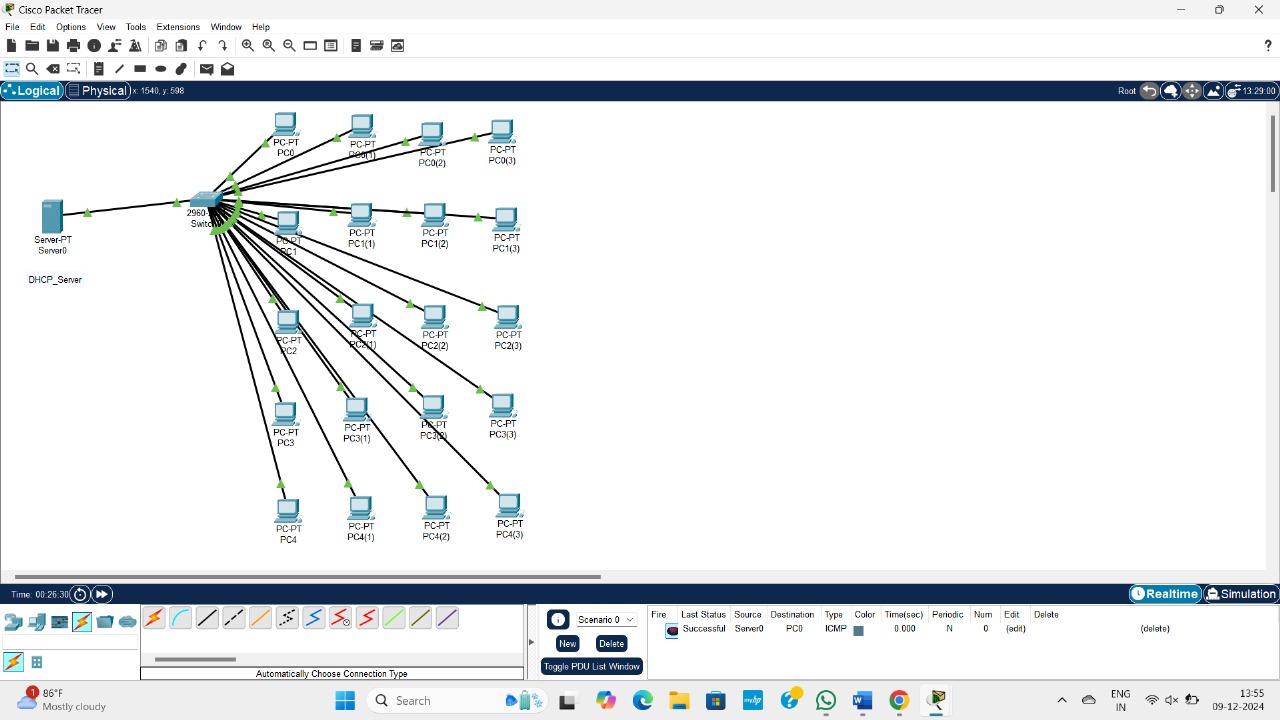 Cisco Packet Tracer
File Edit Options View Tools Extensions Window Help
?
Logical Physical x: 1540, y: 598 Root 13:29:00
PC-PT
PC0
PC-PT
PC0(1)
PC-PT
PC0(2)
PC-PT
PC0(3)
Server-PT
Server0
DHCP_Server
2960-
Switc
PC-PT
PC1
PC-PT
PC1(1)
PC-PT
PC1(2)
PC-PT
PC1(3)
PC-PT
PC2
PC-PT
PC2(1)
PC-PT
PC2(2)
PC-PT
PC2(3)
PC-PT
PC3
PC-PT
PC3(1)
PC-PT
PC3(2)
PC-PT
PC3(3)
PC-PT
PC4
PC-PT
PC4(1)
PC-PT
PC4(2)
PC-PT
PC4(3)
Time: 00:26:30 Realtime Simulation
Scenario 0
New Delete
Toggle PDU List Window
Automatically Choose Connection Type
Fire Last Status Source Destination Type Color Time(sec) Periodic Num Edit Delete
Successful Server0 PC0 ICMP 0.000 N 0 (edit) (delete)
1
86°F
Mostly cloudy
Search
ENG
IN
13:55
09-12-2024